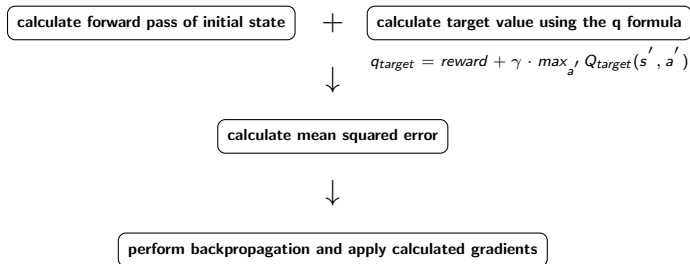 calculate forward pass of initial state + calculate target value using the q formula
q_target = reward + γ · max_a′ Q_target(s′, a′)
calculate mean squared error
perform backpropagation and apply calculated gradients